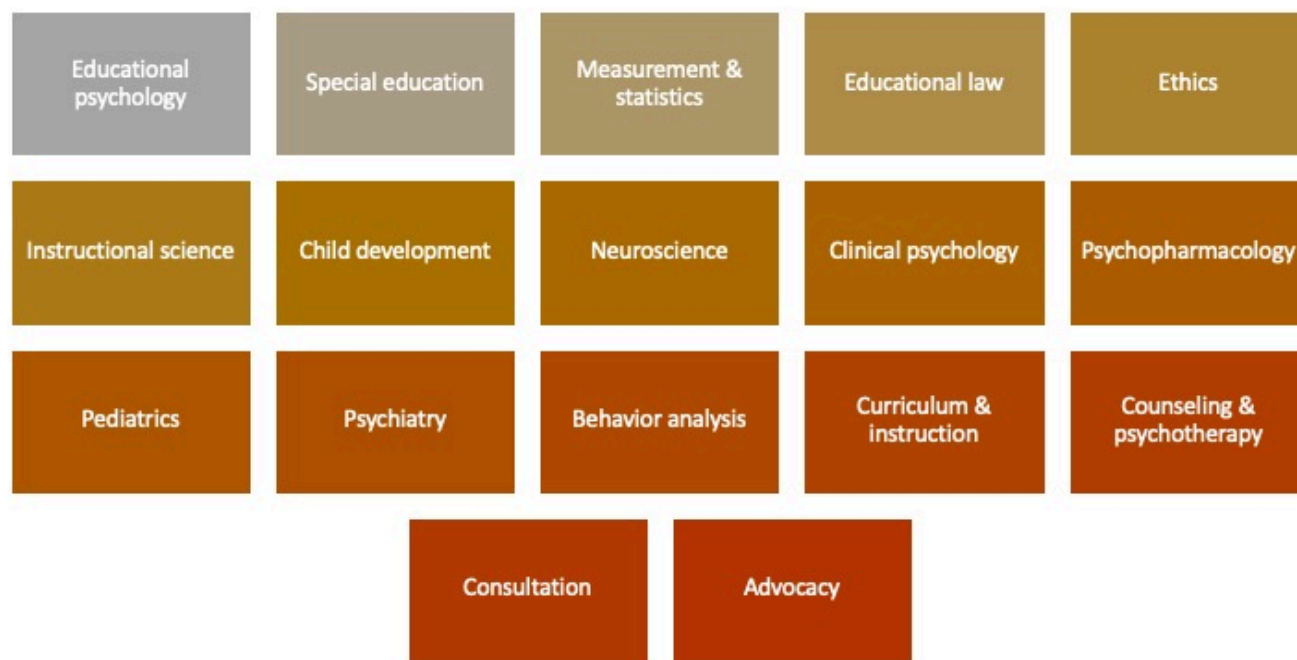 Educational
psychology
Special education
Measurement &
statistics
Educational law
Ethics
Instructional science
Child development
Neuroscience
Clinical psychology
Psychopharmacology
Pediatrics
Psychiatry
Behavior analysis
Curriculum &
instruction
Counseling &
psychotherapy
Consultation
Advocacy